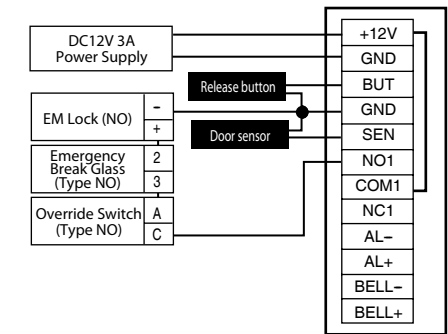 DC12V 3A
Power Supply
Release button
EM Lock (NO)
-
+
Door sensor
Emergency
Break Glass
(Type NO)
2
3
Override Switch
(Type NO)
A
C
+12V
GND
BUT
GND
SEN
NO1
COM1
NC1
AL-
AL+
BELL-
BELL+